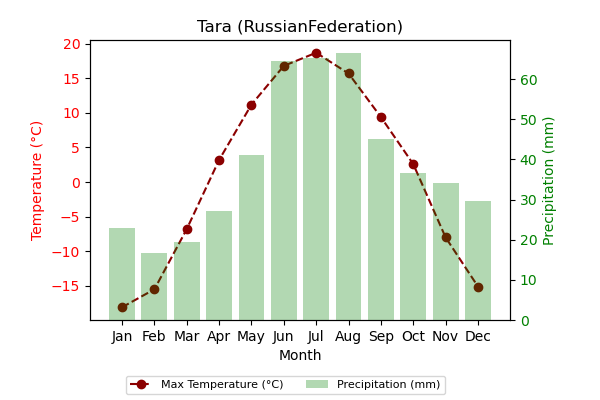 Tara (RussianFederation)
Temperature (°C)
20
15
10
5
0
−5
−10
−15
60
50
40
30
20
10
0
Precipitation (mm)
Jan Feb Mar Apr May Jun Jul Aug Sep Oct Nov Dec
Month
Max Temperature (°C) Precipitation (mm)